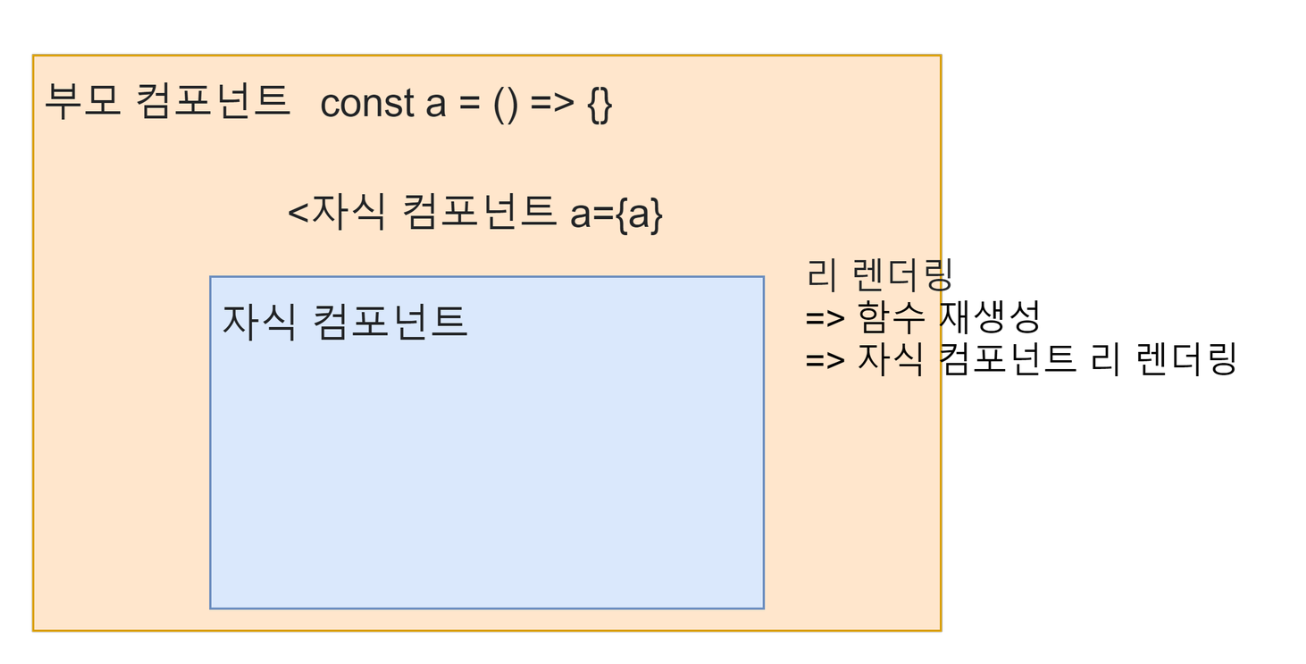 부모 컴포넌트 const a = () => {}
<자식 컴포넌트 a={a}
자식 컴포넌트
리 렌더링
=> 함수 재생성
=> 자식 컴포넌트 리 렌더링